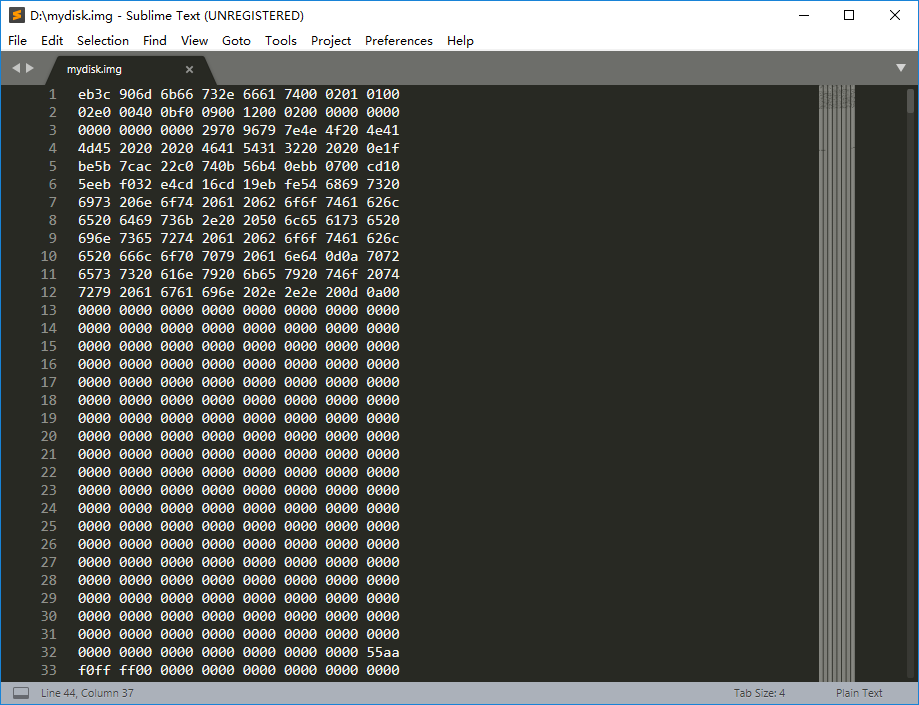 D:\mydisk.img - Sublime Text (UNREGISTERED)
File Edit Selection Find View Goto Tools Project Preferences Help
mydisk.img
1 eb3c 906d 6b66 732e 6661 7400 0201 0100
2 02e0 0040 0bf0 0900 1200 0200 0000 0000
3 0000 0000 0000 2970 9679 7e4e 4f20 4e41
4 4d45 2020 2020 4641 5431 3220 2020 0e1f
5 be5b 7cac 22c0 740b 56b4 0ebb 0700 cd10
6 5eeb f032 e4cd 16cd 19eb fe54 6869 7320
7 6973 206e 6f74 2061 2062 6f6f 7461 626c
8 6520 6469 736b 2e20 2050 6c65 6173 6520
9 696e 7365 7274 2061 2062 6f6f 7461 626c
10 6520 666c 6f70 7079 2061 6e64 0d0a 7072
11 6573 7320 616e 7920 6b65 7920 746f 2074
12 7279 2061 6761 696e 202e 2e2e 200d 0a00
13 0000 0000 0000 0000 0000 0000 0000 0000
14 0000 0000 0000 0000 0000 0000 0000 0000
15 0000 0000 0000 0000 0000 0000 0000 0000
16 0000 0000 0000 0000 0000 0000 0000 0000
17 0000 0000 0000 0000 0000 0000 0000 0000
18 0000 0000 0000 0000 0000 0000 0000 0000
19 0000 0000 0000 0000 0000 0000 0000 0000
20 0000 0000 0000 0000 0000 0000 0000 0000
21 0000 0000 0000 0000 0000 0000 0000 0000
22 0000 0000 0000 0000 0000 0000 0000 0000
23 0000 0000 0000 0000 0000 0000 0000 0000
24 0000 0000 0000 0000 0000 0000 0000 0000
25 0000 0000 0000 0000 0000 0000 0000 0000
26 0000 0000 0000 0000 0000 0000 0000 0000
27 0000 0000 0000 0000 0000 0000 0000 0000
28 0000 0000 0000 0000 0000 0000 0000 0000
29 0000 0000 0000 0000 0000 0000 0000 0000
30 0000 0000 0000 0000 0000 0000 0000 0000
31 0000 0000 0000 0000 0000 0000 0000 0000
32 0000 0000 0000 0000 0000 0000 0000 55aa
33 f0ff ff00 0000 0000 0000 0000 0000 0000
Line 44, Column 37 Tab Size: 4 Plain Text